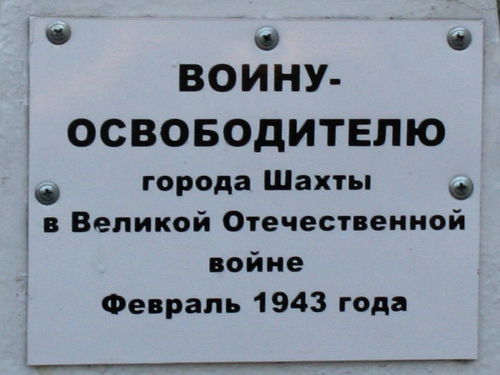 ВОИНУ-
ОСВОБОДИТЕЛЮ
города Шахты
в Великой Отечественной
войне
Февраль 1943 года